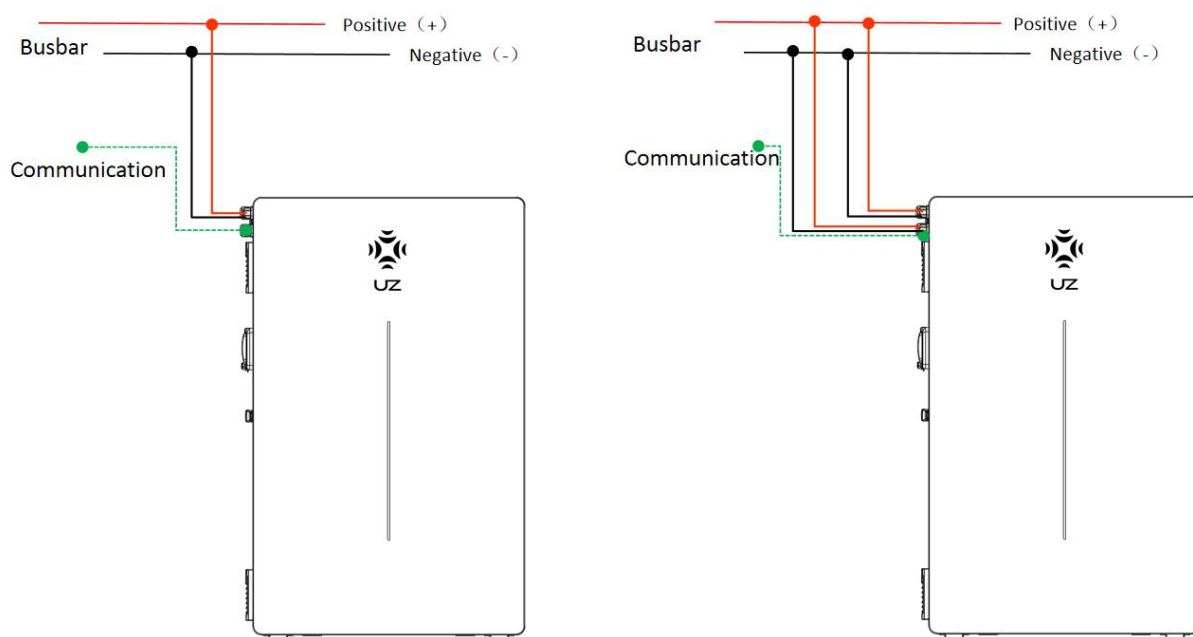 Positive（+）
Busbar
Negative（-）
Communication
UZ
Positive（+）
Busbar
Negative（-）
Communication
UZ